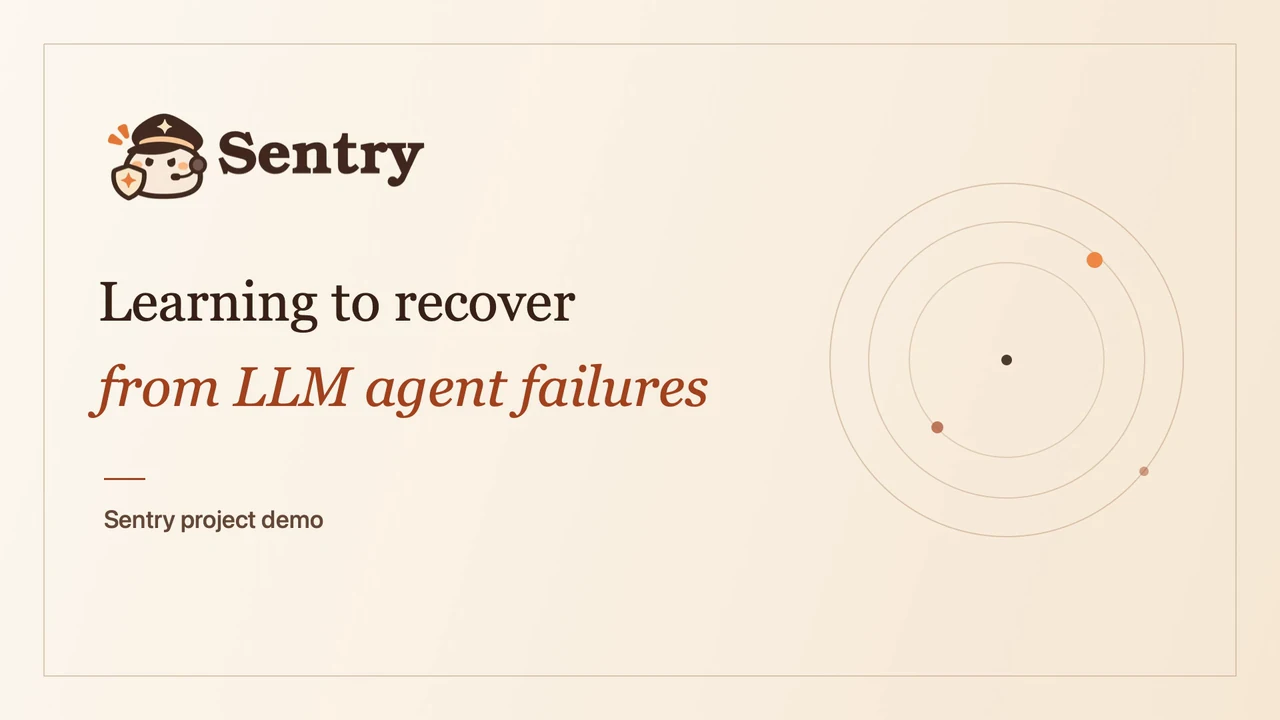 Sentry
Learning to recover
from LLM agent failures
Sentry project demo